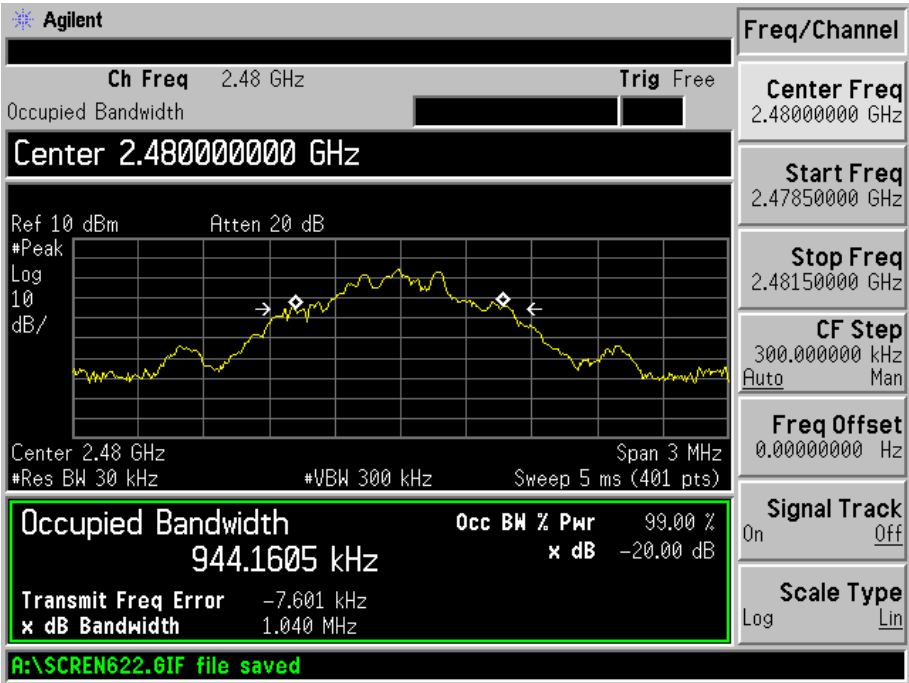 Agilent
Ch Freq 2.48 GHz Trig Free
Occupied Bandwidth
Center 2.480000000 GHz
Ref 10 dBm Atten 20 dB
#Peak
Log
10
dB/
Center 2.48 GHz Span 3 MHz
#Res BW 30 kHz #VBW 300 kHz Sweep 5 ms (401 pts)
Occupied Bandwidth Occ BW % Pwr 99.00 %
944.1605 kHz x dB -20.00 dB
Transmit Freq Error -7.601 kHz
x dB Bandwidth 1.040 MHz
A:\SCREN622.GIF file saved
Freq/Channel
Center Freq
2.48000000 GHz
Start Freq
2.47850000 GHz
Stop Freq
2.48150000 GHz
CF Step
300.000000 kHz
Auto Man
Freq Offset
0.00000000 Hz
Signal Track
On Off
Scale Type
Log Lin